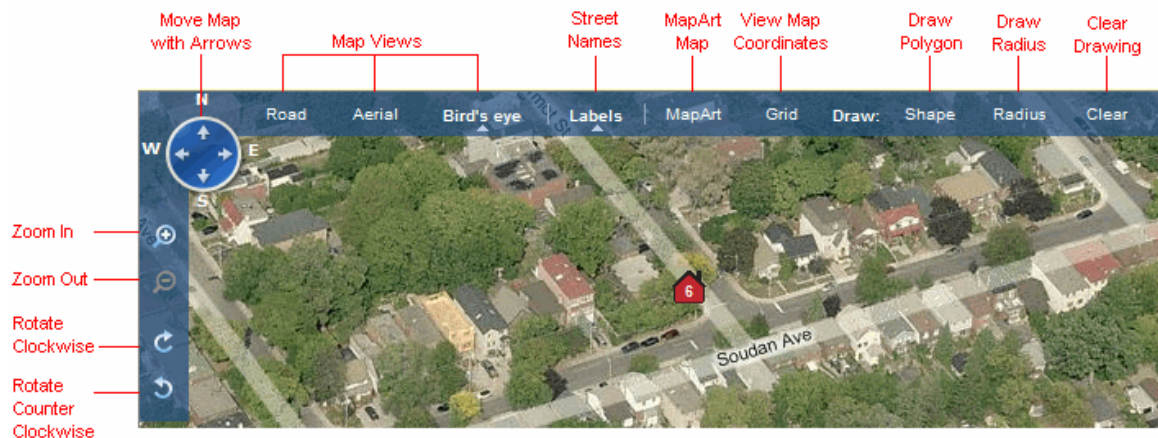 Move Map
with Arrows
Map Views
Street
Names
MapArt
Map
View Map
Coordinates
Draw
Polygon
Draw
Radius
Clear
Drawing
N
Road Aerial Bird's eye Labels MapArt Grid Draw: Shape Radius Clear
W E
S
Ave
Zoom In
Zoom Out
6
Rotate
Clockwise
Soudan Ave
Rotate
Counter
Clockwise